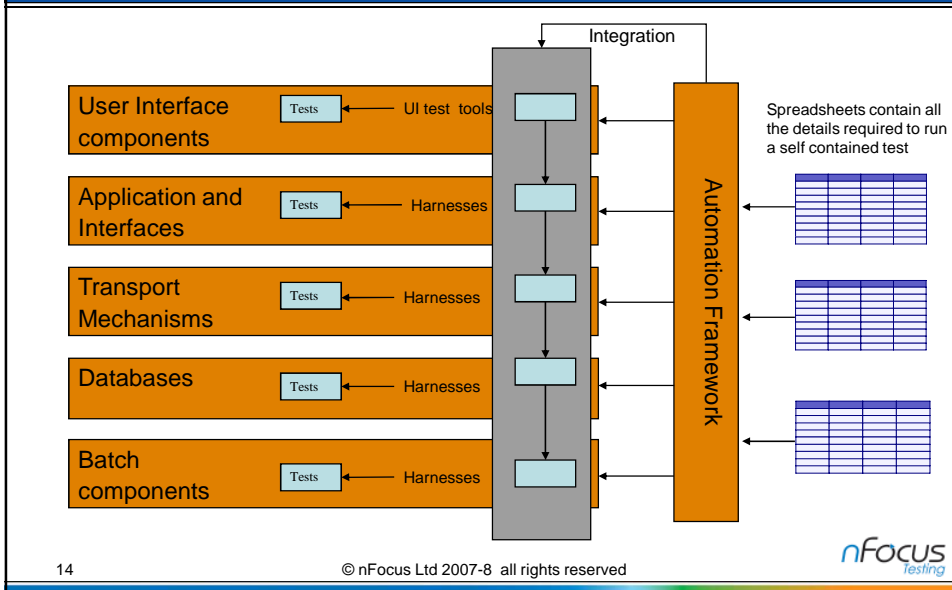 Integration
User Interface
components
Tests
UI test tools
Application and
Interfaces
Tests
Harnesses
Transport
Mechanisms
Tests
Harnesses
Databases
Tests
Harnesses
Batch
components
Tests
Harnesses
Automation Framework
Spreadsheets contain all
the details required to run
a self contained test
14
© nFocus Ltd 2007-8 all rights reserved
nFocus
Testing